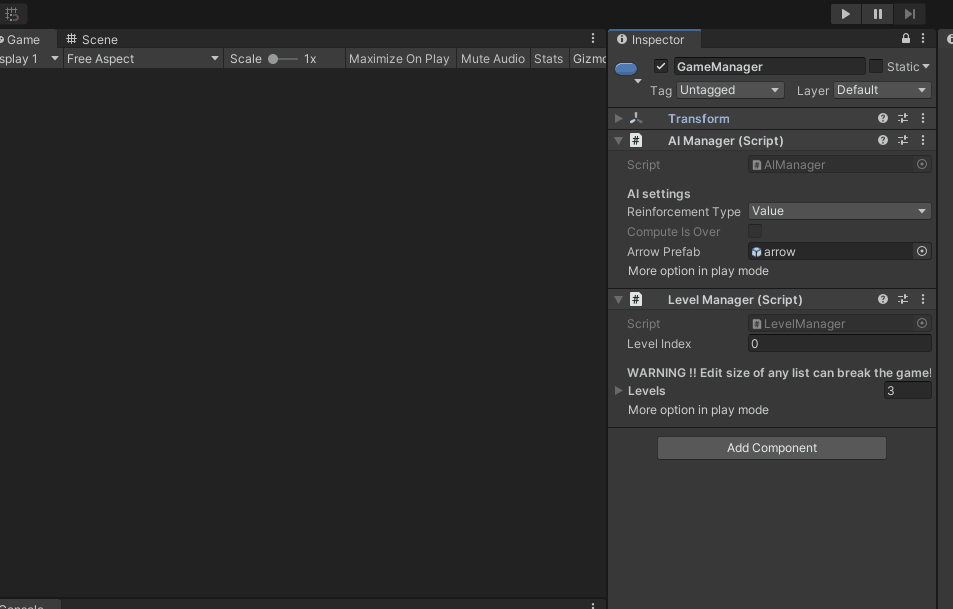 Game
Scene
Inspector
splay 1
Free Aspect
Scale
1x
Maximize On Play
Mute Audio
Stats
Gizmo
GameManager
Static
Tag
Untagged
Layer
Default
Transform
# AI Manager (Script)
Script
# AIManager
AI settings
Reinforcement Type
Value
Compute Is Over
Arrow Prefab
arrow
More option in play mode
# Level Manager (Script)
Script
# LevelManager
Level Index
0
WARNING !! Edit size of any list can break the game!
Levels
3
More option in play mode
Add Component
Console